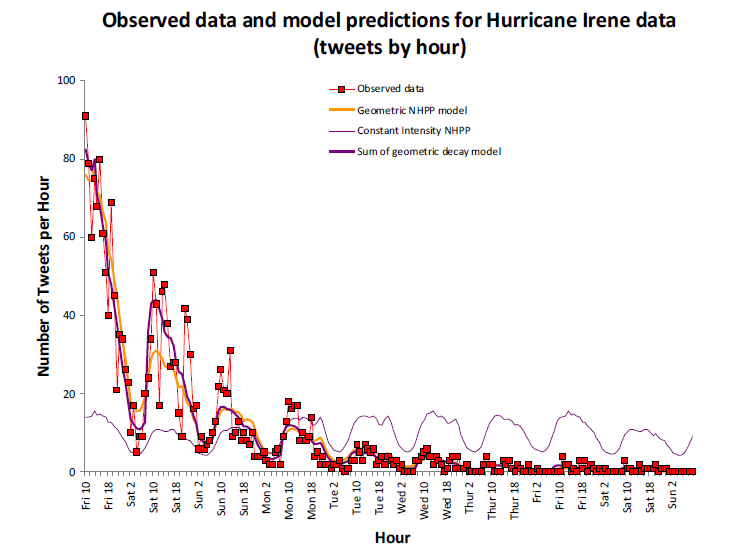 Observed data and model predictions for Hurricane Irene data
(tweets by hour)
100
80
60
40
20
0
Number of Tweets per Hour
Observed data
Geometric NHPP model
Constant Intensity NHPP
Sum of geometric decay model
Fri 10
Fri 18
Sat 2
Sat 10
Sat 18
Sun 2
Sun 10
Sun 18
Mon 2
Mon 10
Mon 18
Tue 2
Tue 10
Tue 18
Wed 2
Wed 10
Wed 18
Thur 2
Thur 10
Thur 18
Fri 2
Fri 10
Fri 18
Sat 2
Sat 10
Sat 18
Sun 2
Hour